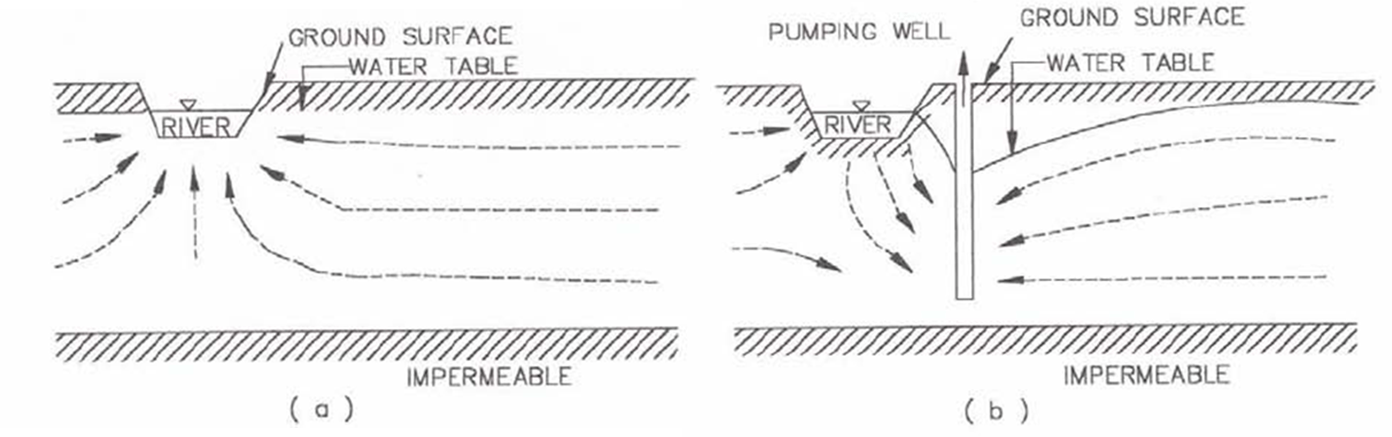 GROUND SURFACE
WATER TABLE
RIVER
IMPERMEABLE
( a )
PUMPING WELL
GROUND SURFACE
WATER TABLE
RIVER
IMPERMEABLE
( b )